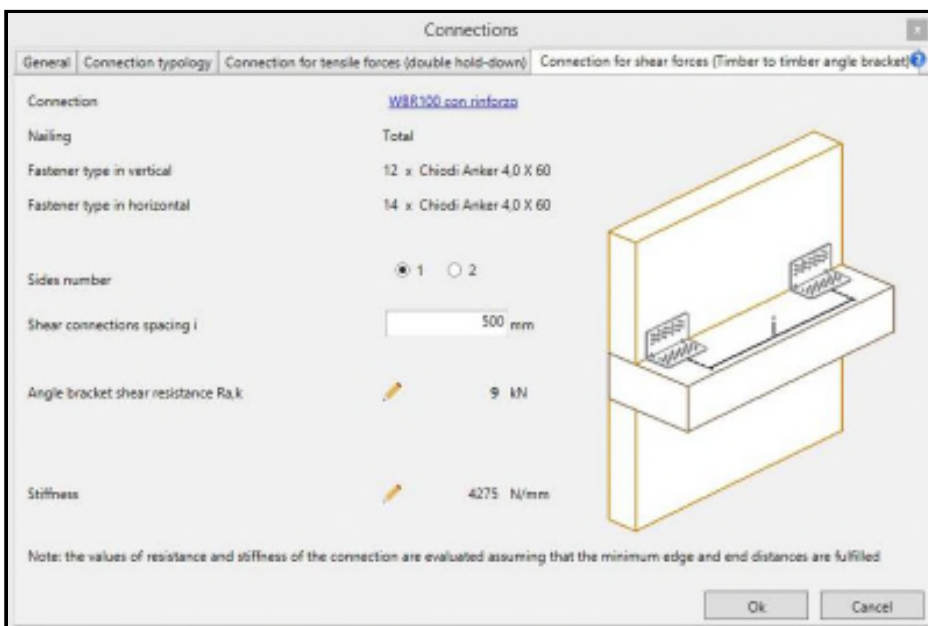 Connections
x
General Connection typology Connection for tensile forces (double hold-down) Connection for shear forces (Timber to timber angle bracket) ?
Connection WBR100 con rinforzo
Nailing Total
Fastener type in vertical 12 x Chiodi Anker 4,0 X 60
Fastener type in horizontal 14 x Chiodi Anker 4,0 X 60
Sides number 1 2
Shear connections spacing i 500 mm
Angle bracket shear resistance Ra,k 9 kN
i
Stiffness 4275 N/mm
Note: the values of resistance and stiffness of the connection are evaluated assuming that the minimum edge and end distances are fulfilled
Ok Cancel